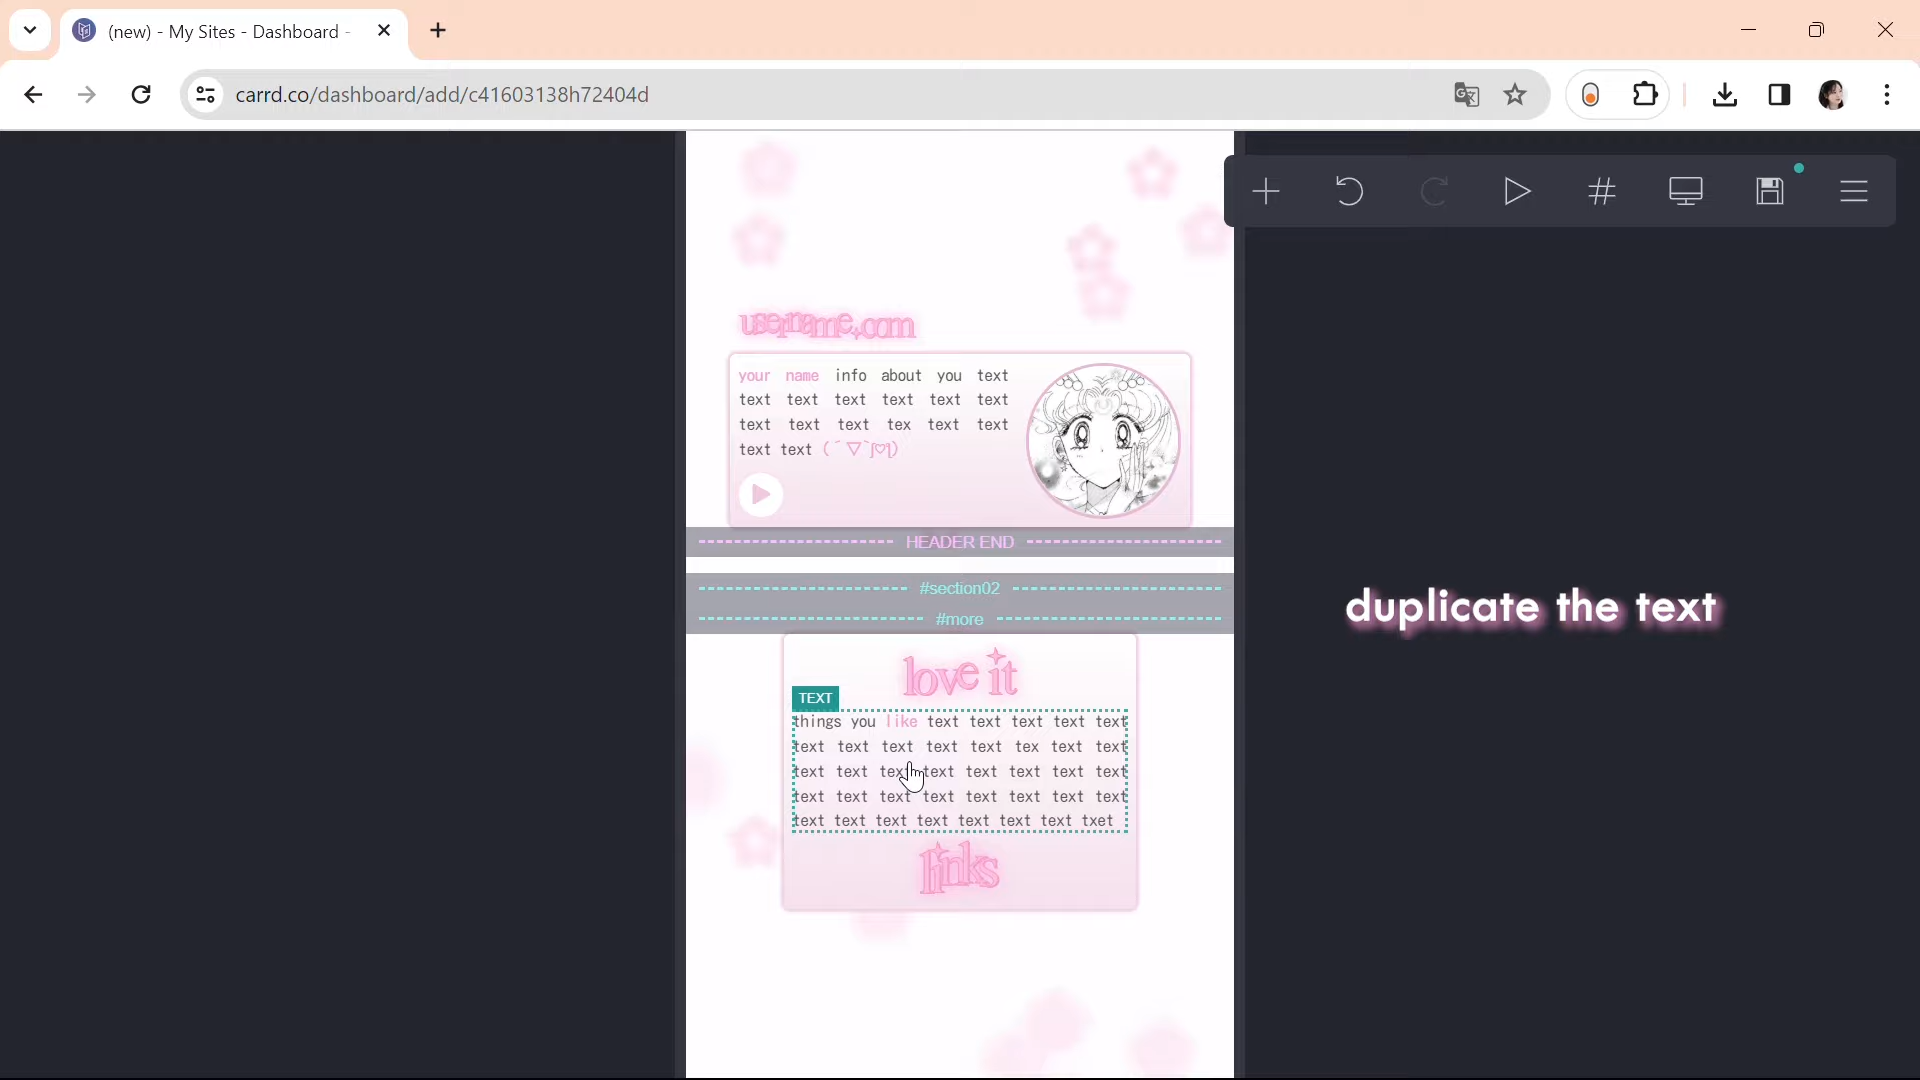 (new) - My Sites - Dashboard -
carrd.co/dashboard/add/c41603138h72404d
username.com
your name info about you text
text text text text text text
text text text tex text text
text text (´▽`ʃ♡ƪ)
HEADER END
#section02
#more
love it
TEXT
things you like text text text text text
text text text text text tex text text
text text text text text text text text
text text text text text text text text
text text text text text text text txet
links
duplicate the text